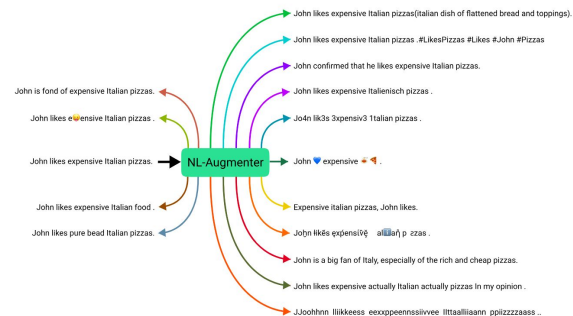 John likes expensive Italian pizzas(italian dish of flattened bread and toppings).
John likes expensive Italian pizzas .#LikesPizzas #Likes #John #Pizzas
John confirmed that he likes expensive Italian pizzas.
John is fond of expensive Italian pizzas.
John likes expensive Italienisch pizzas .
John likes e😄ensive Italian pizzas .
Jo4n lik3s 3xpensiv3 1talian pizzas .
John likes expensive Italian pizzas.
NL-Augmenter
John 💙 expensive 🍝 🍕 .
John likes expensive Italian food .
Expensive italian pizzas, John likes.
John likes pure bead Italian pizzas.
John is a big fan of Italy, especially of the rich and cheap pizzas.
John likes expensive actually Italian actually pizzas In my opinion .
JJoohhnn lliikkeess eexxppeennssiivvee IIttaalliiaann ppiizzzzaass ..